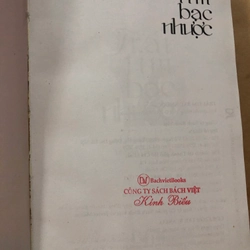 bạc
nhược
BachvietBooks
CÔNG TY SÁCH BÁCH VIỆT
Kính Biếu